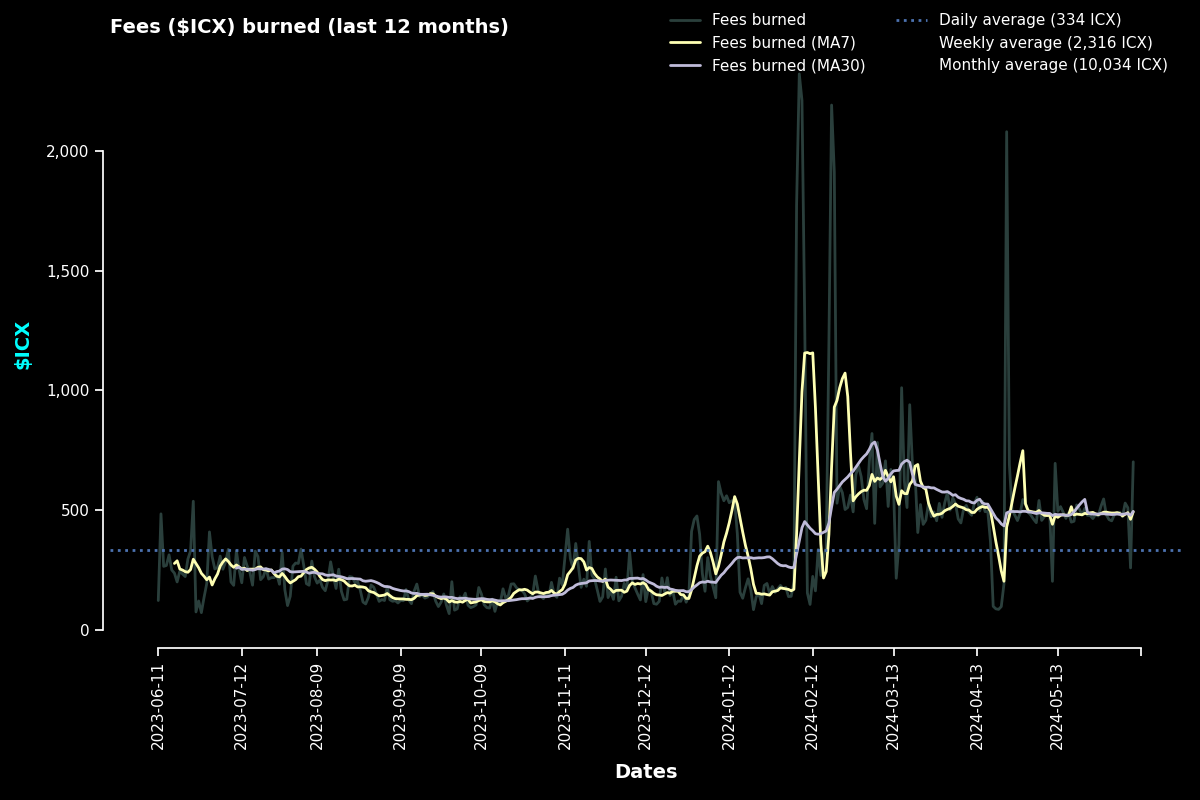 Fees ($ICX) burned (last 12 months)
Fees burned
Fees burned (MA7)
Fees burned (MA30)
Daily average (334 ICX)
Weekly average (2,316 ICX)
Monthly average (10,034 ICX)
2,000
1,500
1,000
500
0
$ICX
2023-06-11
2023-07-12
2023-08-09
2023-09-09
2023-10-09
2023-11-11
2023-12-12
2024-01-12
2024-02-12
2024-03-13
2024-04-13
2024-05-13
Dates